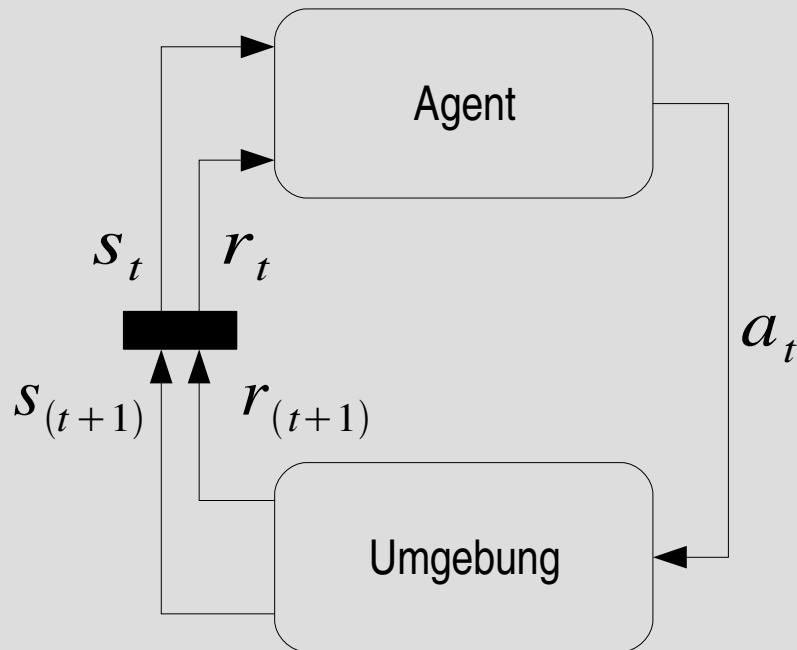 Agent
s_t r_t
a_t
s_(t+1) r_(t+1)
Umgebung